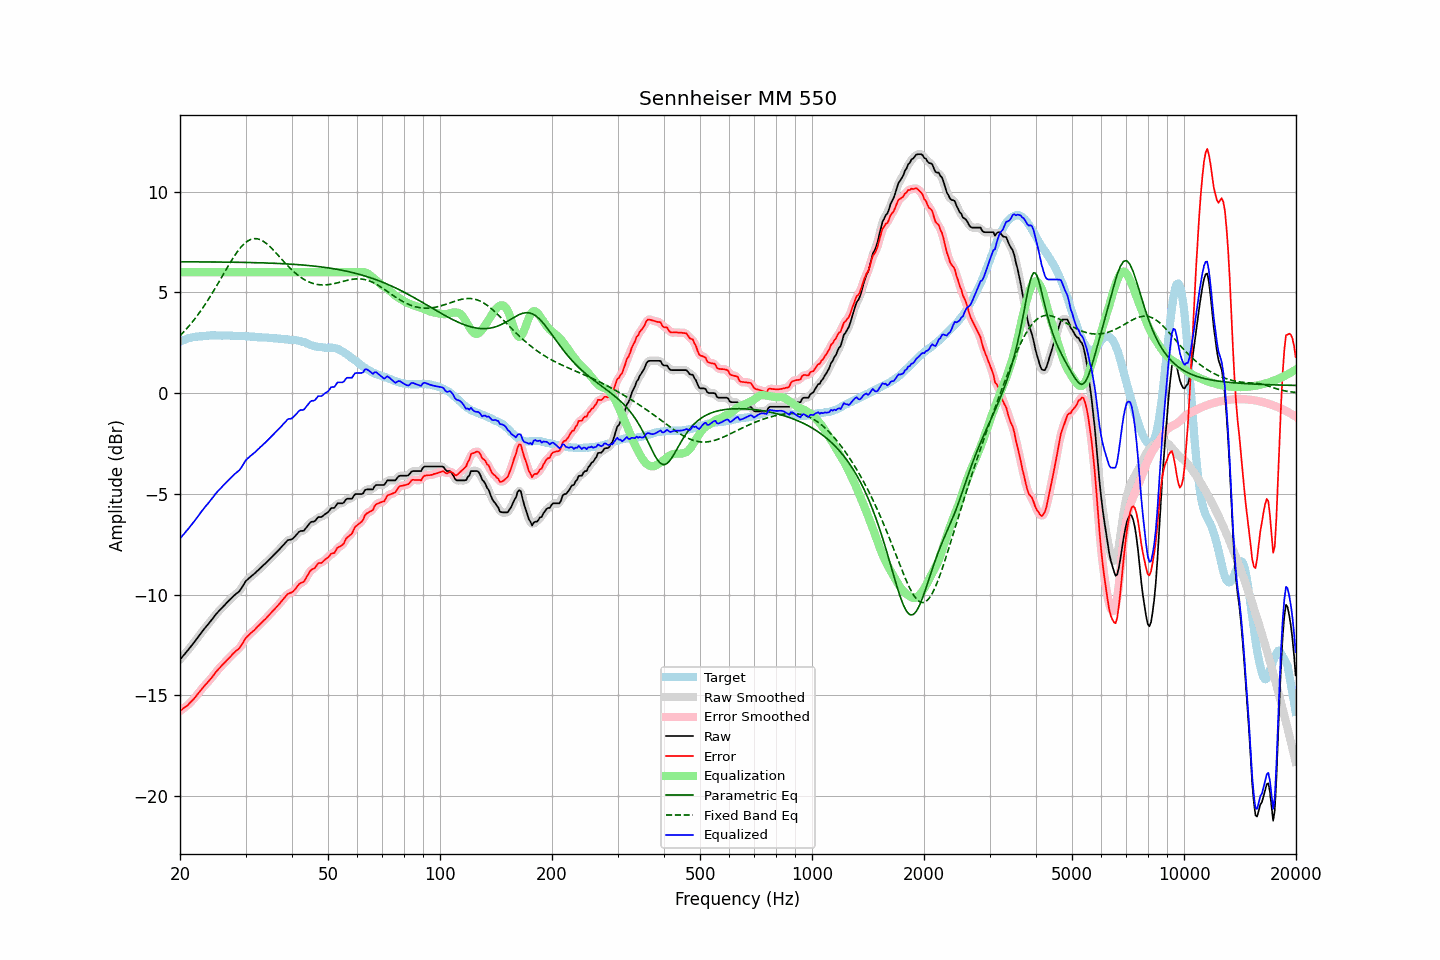 Sennheiser MM 550
Amplitude (dBr)
10
5
0
−5
−10
−15
−20
Target
Raw Smoothed
Error Smoothed
Raw
Error
Equalization
Parametric Eq
Fixed Band Eq
Equalized
20 50 100 200 500 1000 2000 5000 10000 20000
Frequency (Hz)